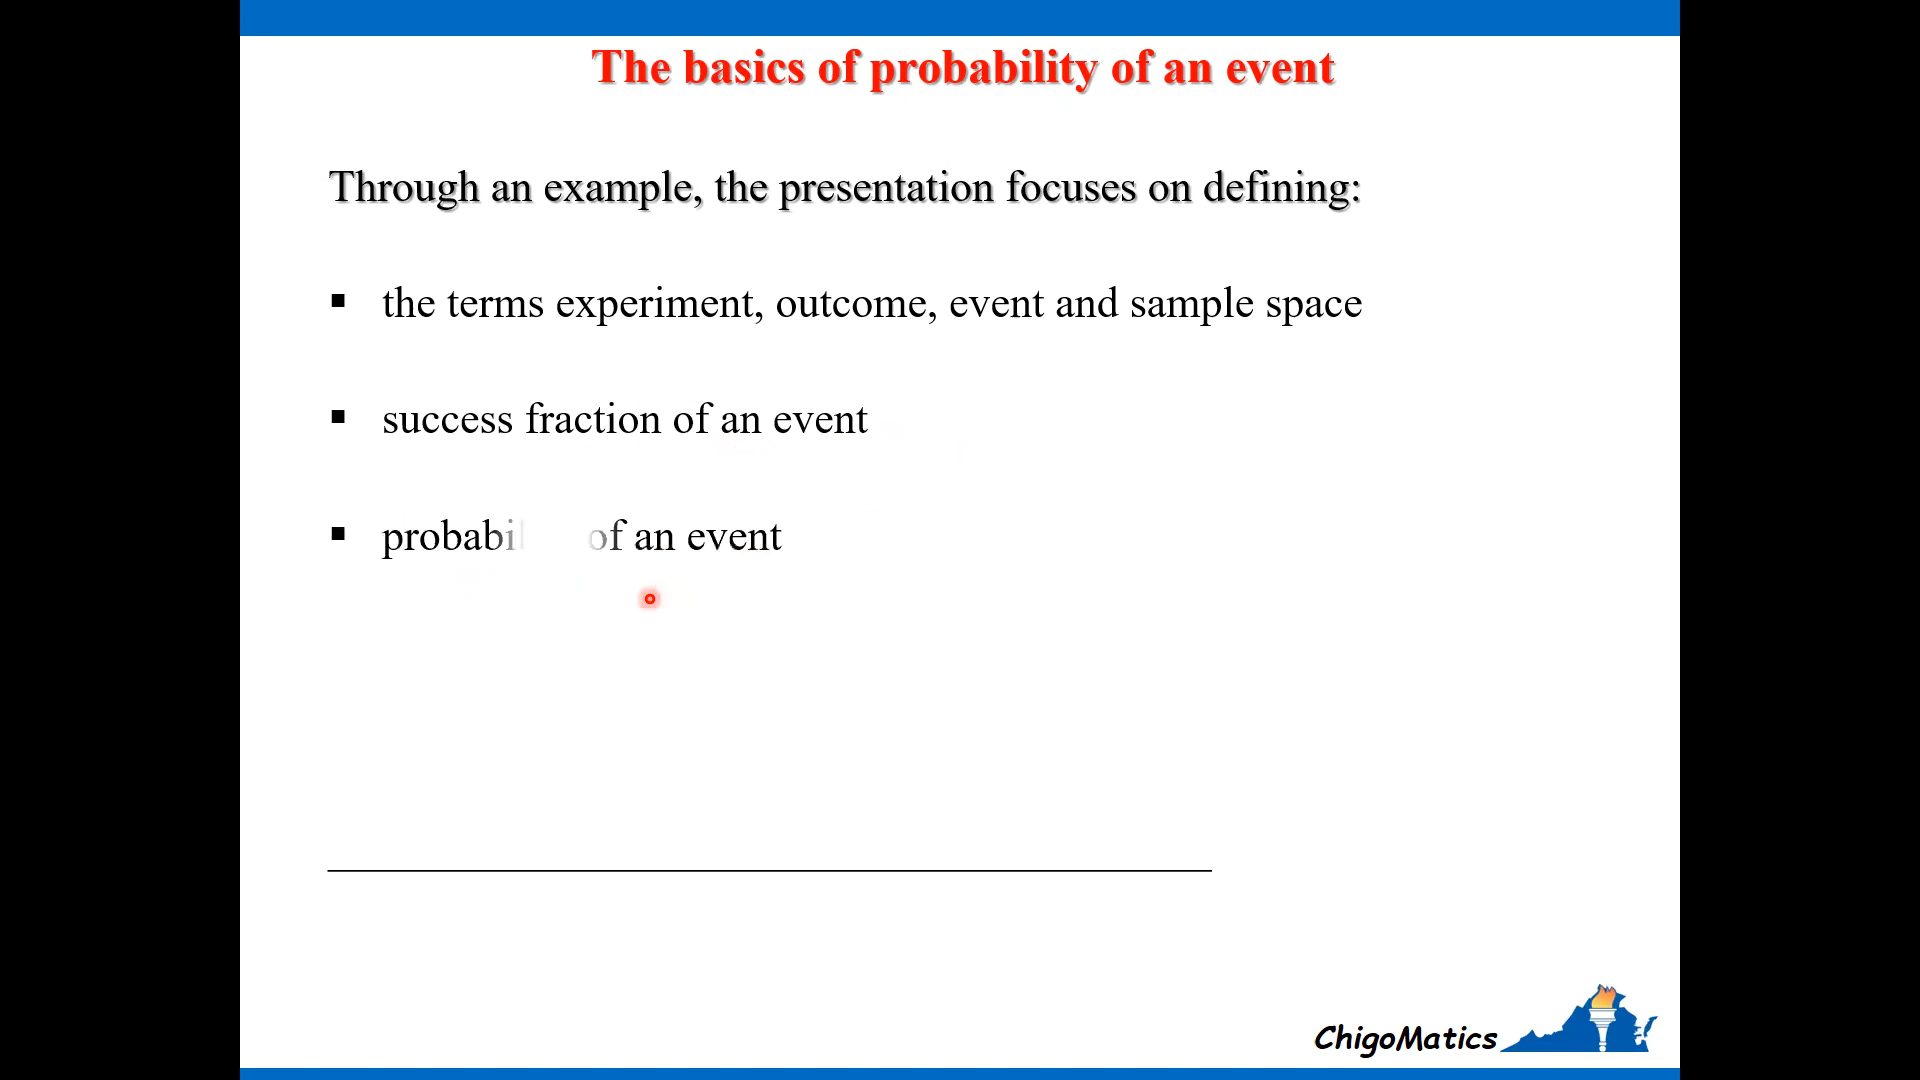 The basics of probability of an event
Through an example, the presentation focuses on defining:
▪ the terms experiment, outcome, event and sample space
▪ success fraction of an event
▪ of an event
ChigoMatics